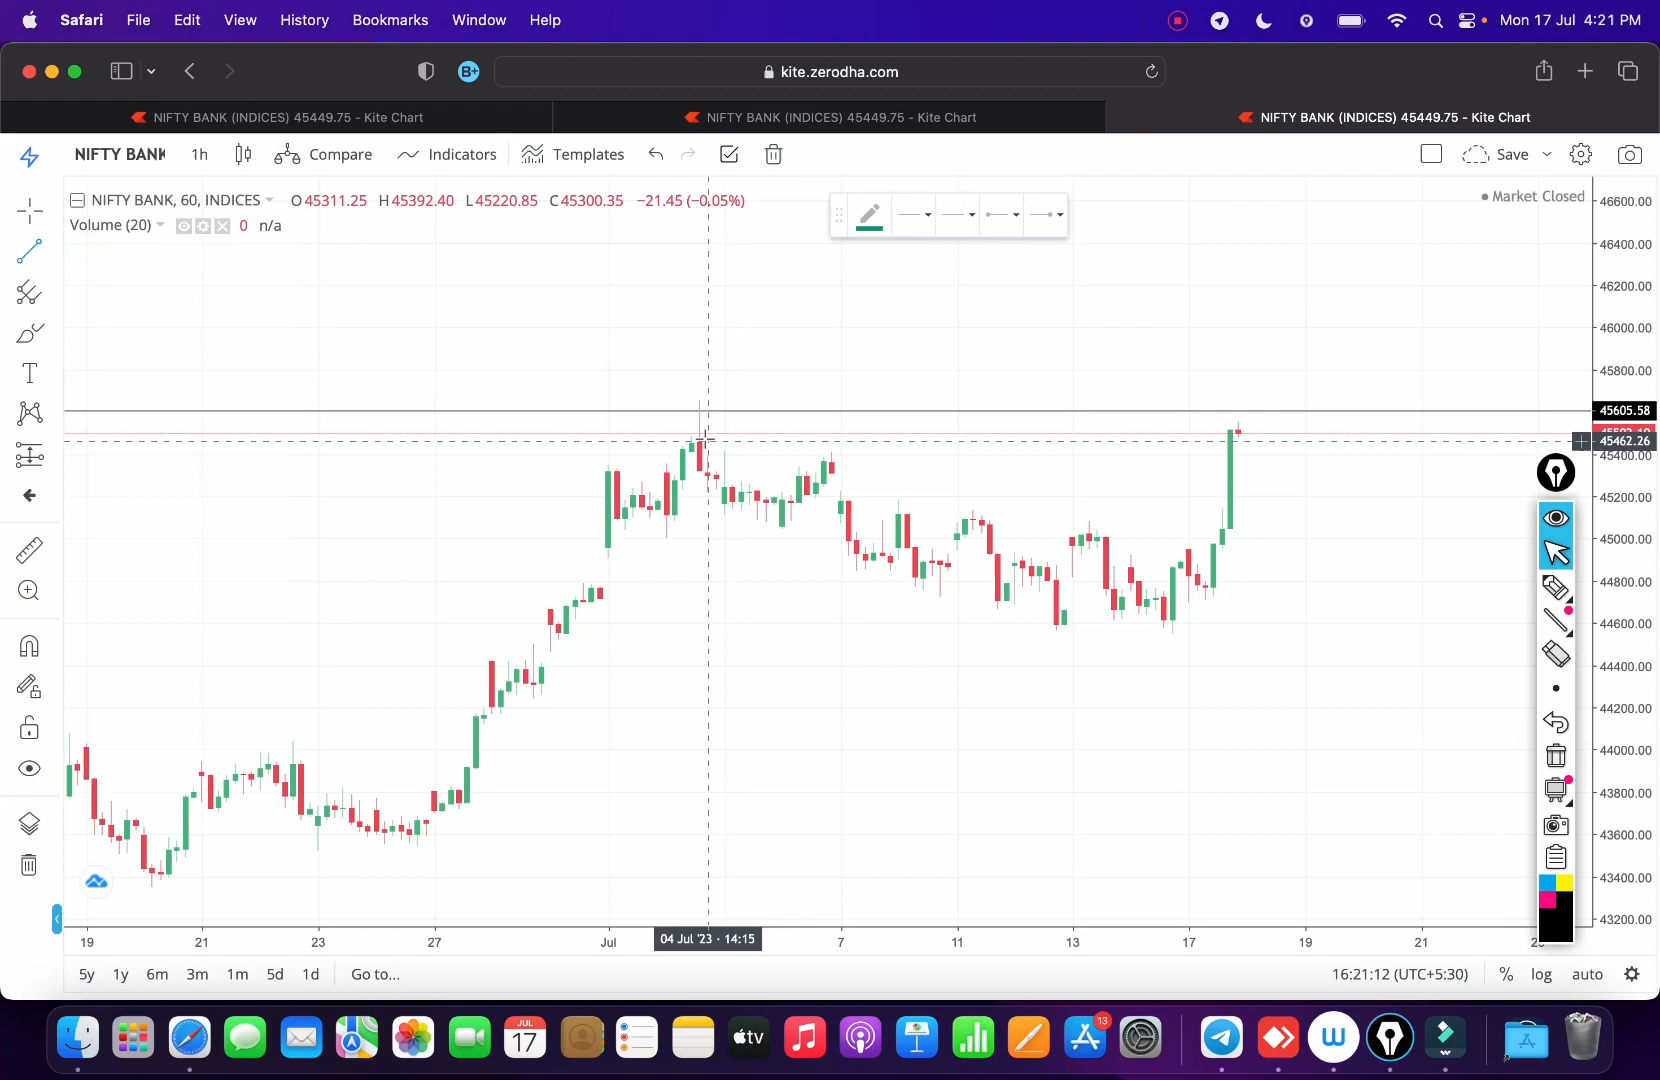 Safari File Edit View History Bookmarks Window Help Mon 17 Jul 4:21 PM
B+ kite.zerodha.com
NIFTY BANK (INDICES) 45449.75 - Kite Chart NIFTY BANK (INDICES) 45449.75 - Kite Chart NIFTY BANK (INDICES) 45449.75 - Kite Chart
NIFTY BANK 1h Compare Indicators Templates Save
NIFTY BANK, 60, INDICES O45311.25 H45392.40 L45220.85 C45300.35 −21.45 (−0.05%) Market Closed
Volume (20) 0 n/a
46600.00
46400.00
46200.00
46000.00
45800.00
45605.58
45462.26
45400.00
45200.00
45000.00
44800.00
44600.00
44400.00
44200.00
44000.00
43800.00
43600.00
43400.00
43200.00
19 21 23 27 Jul 04 Jul '23 · 14:15 7 11 13 17 19 21
5y 1y 6m 3m 1m 5d 1d Go to... 16:21:12 (UTC+5:30) % log auto
JUL
17
tv
13
W